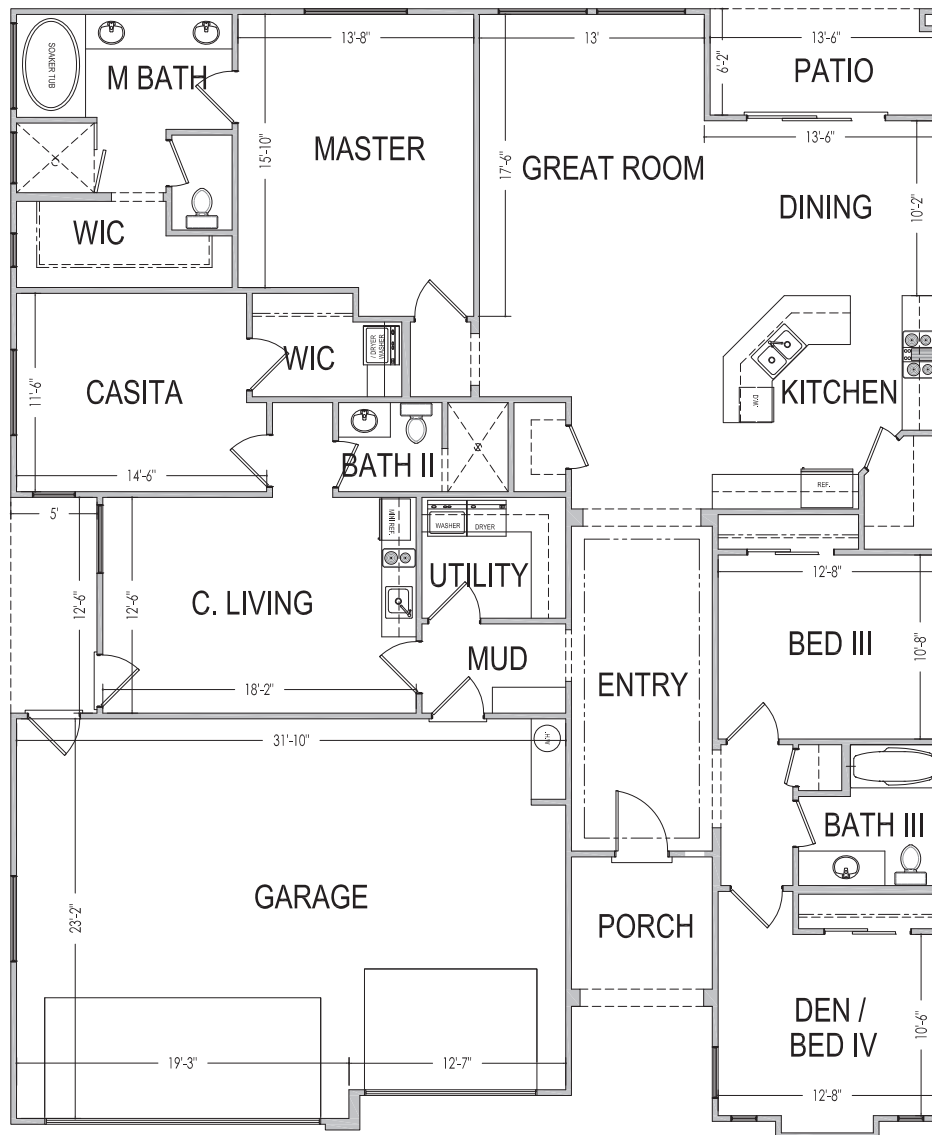 13'-8"
13'
13'-6"
SOAKER TUB
M BATH
6'-2"
PATIO
13'-6"
15'-10"
MASTER
17'-6"
GREAT ROOM
DINING
10'-2"
WIC
11'-6"
CASITA
WIC
WASHER
/ DRYER
KITCHEN
D.W.
14'-6"
BATH II
REF.
5'
MINI REF.
WASHER
DRYER
12'-8"
12'-6"
12'-6"
C. LIVING
UTILITY
BED III
10'-8"
MUD
ENTRY
18'-2"
31'-10"
H.W.
BATH III
GARAGE
23'-2"
PORCH
DEN /
BED IV
10'-6"
19'-3"
12'-7"
12'-8"